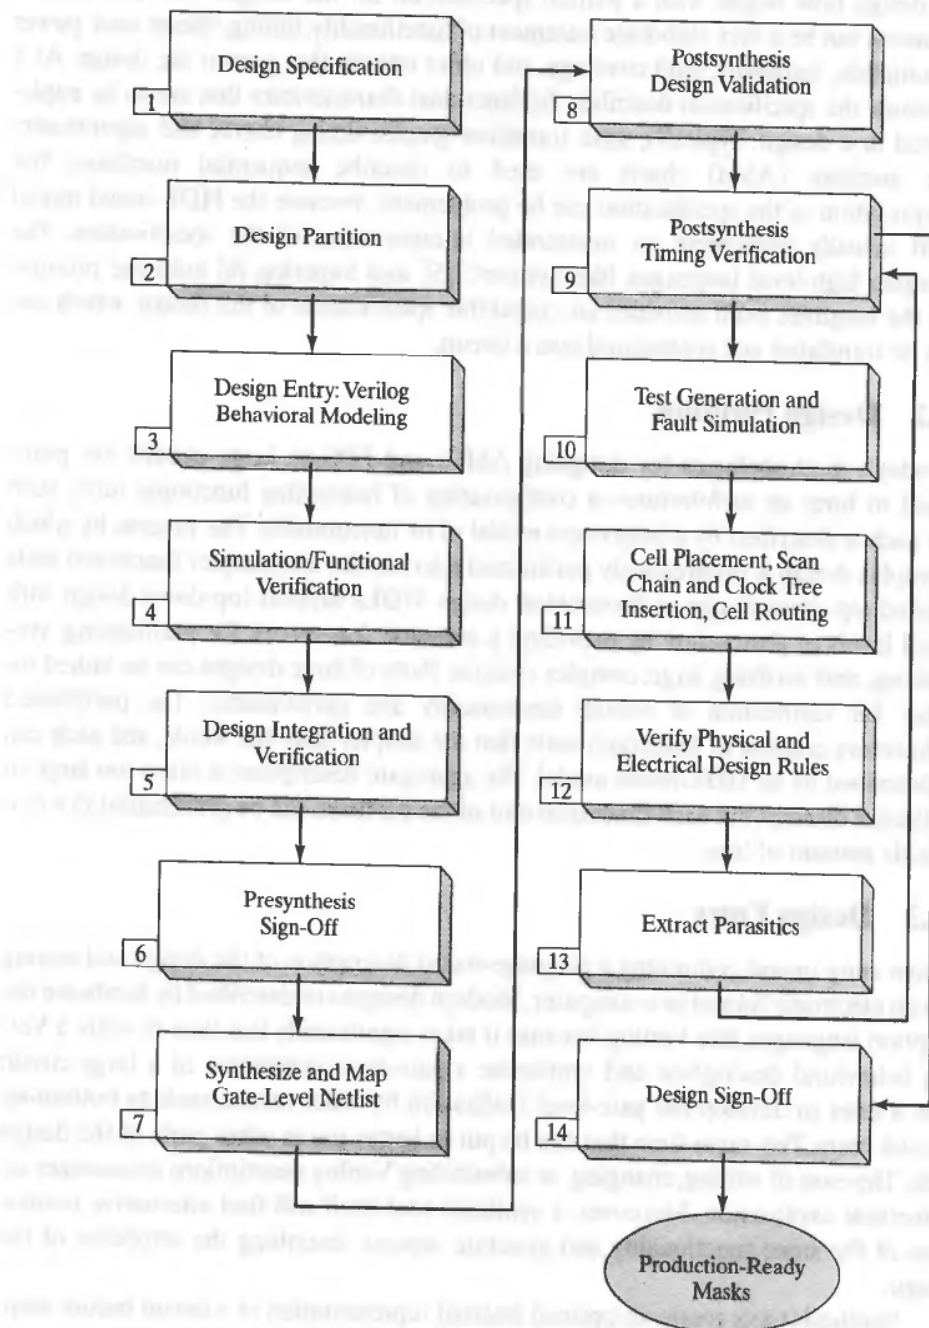 Design Specification
1
Design Partition
2
Design Entry: Verilog
Behavioral Modeling
3
Simulation/Functional
Verification
4
Design Integration and
Verification
5
Presynthesis
Sign-Off
6
Synthesize and Map
Gate-Level Netlist
7
Postsynthesis
Design Validation
8
Postsynthesis
Timing Verification
9
Test Generation and
Fault Simulation
10
Cell Placement, Scan
Chain and Clock Tree
Insertion, Cell Routing
11
Verify Physical and
Electrical Design Rules
12
Extract Parasitics
13
Design Sign-Off
14
Production-Ready
Masks